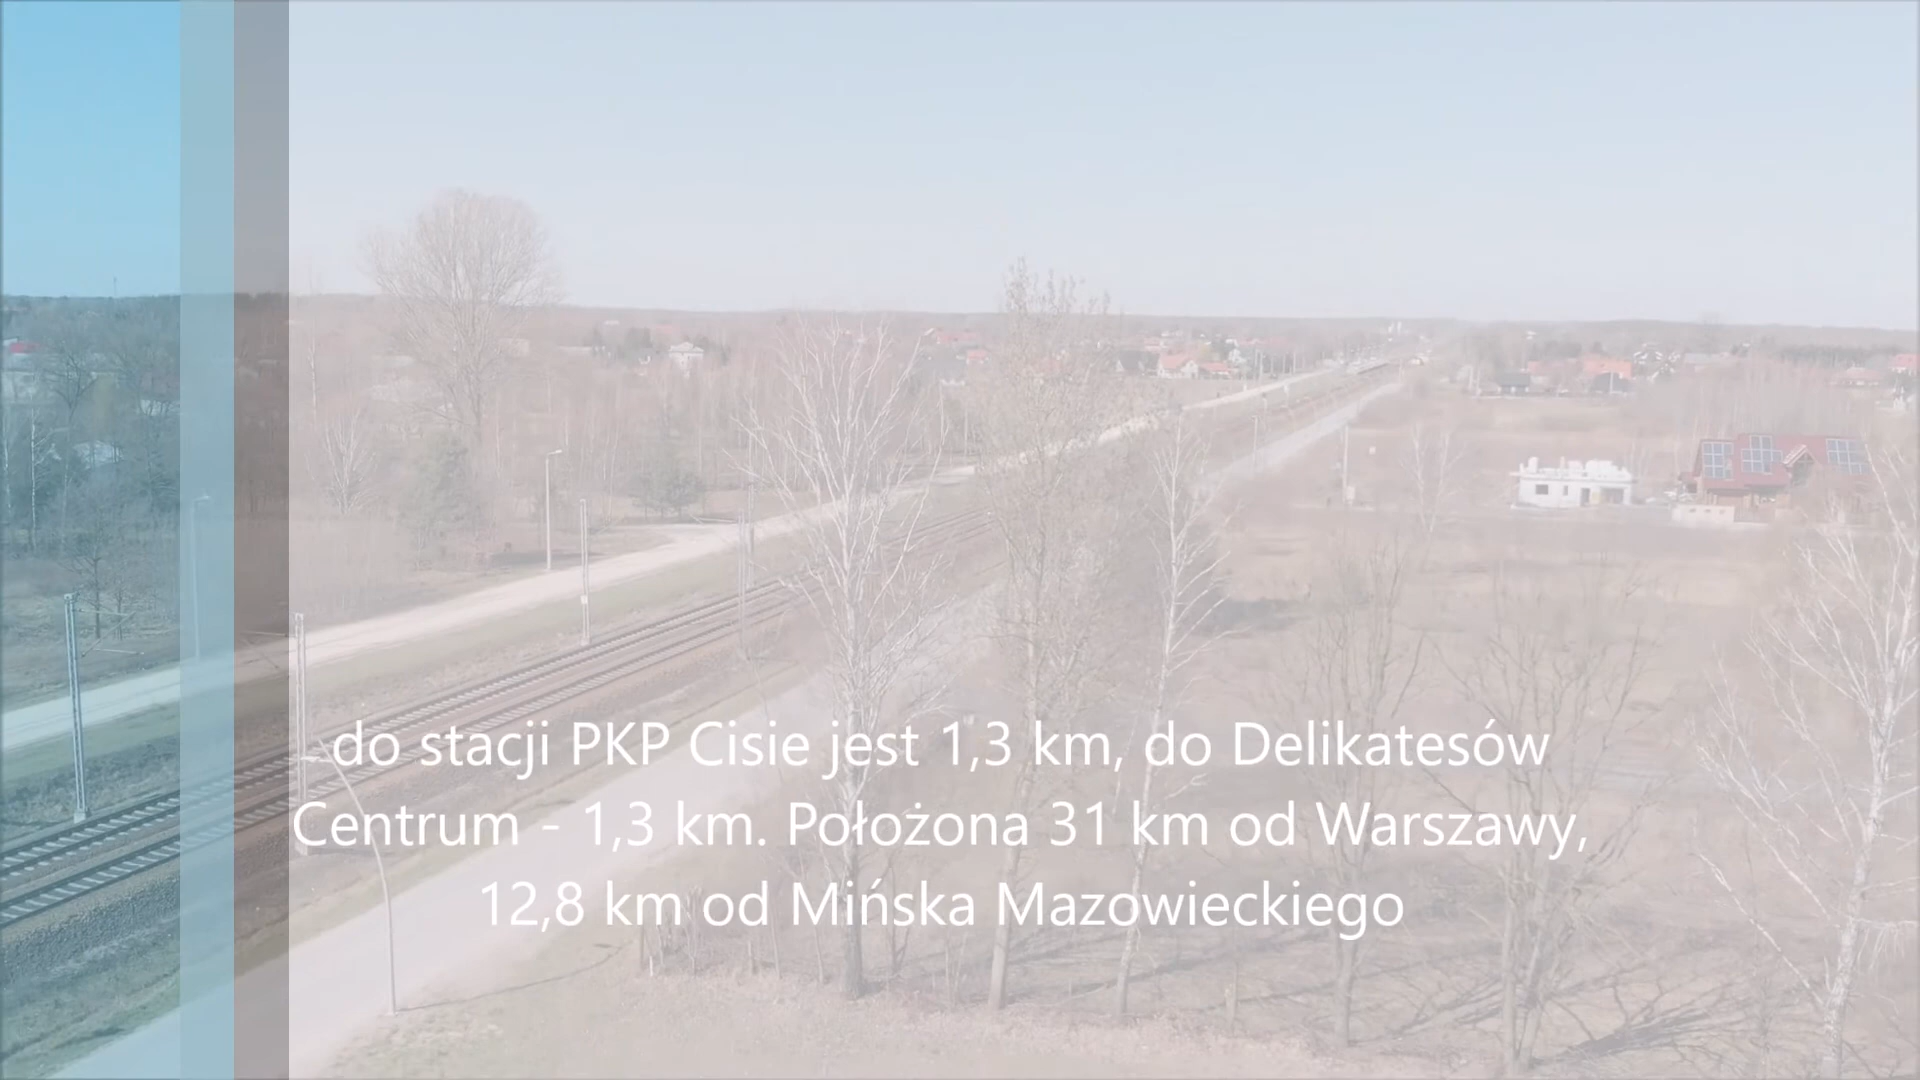 do stacji PKP Cisie jest 1,3 km, do Delikatesów
Centrum - 1,3 km. Położona 31 km od Warszawy,
12,8 km od Mińska Mazowieckiego